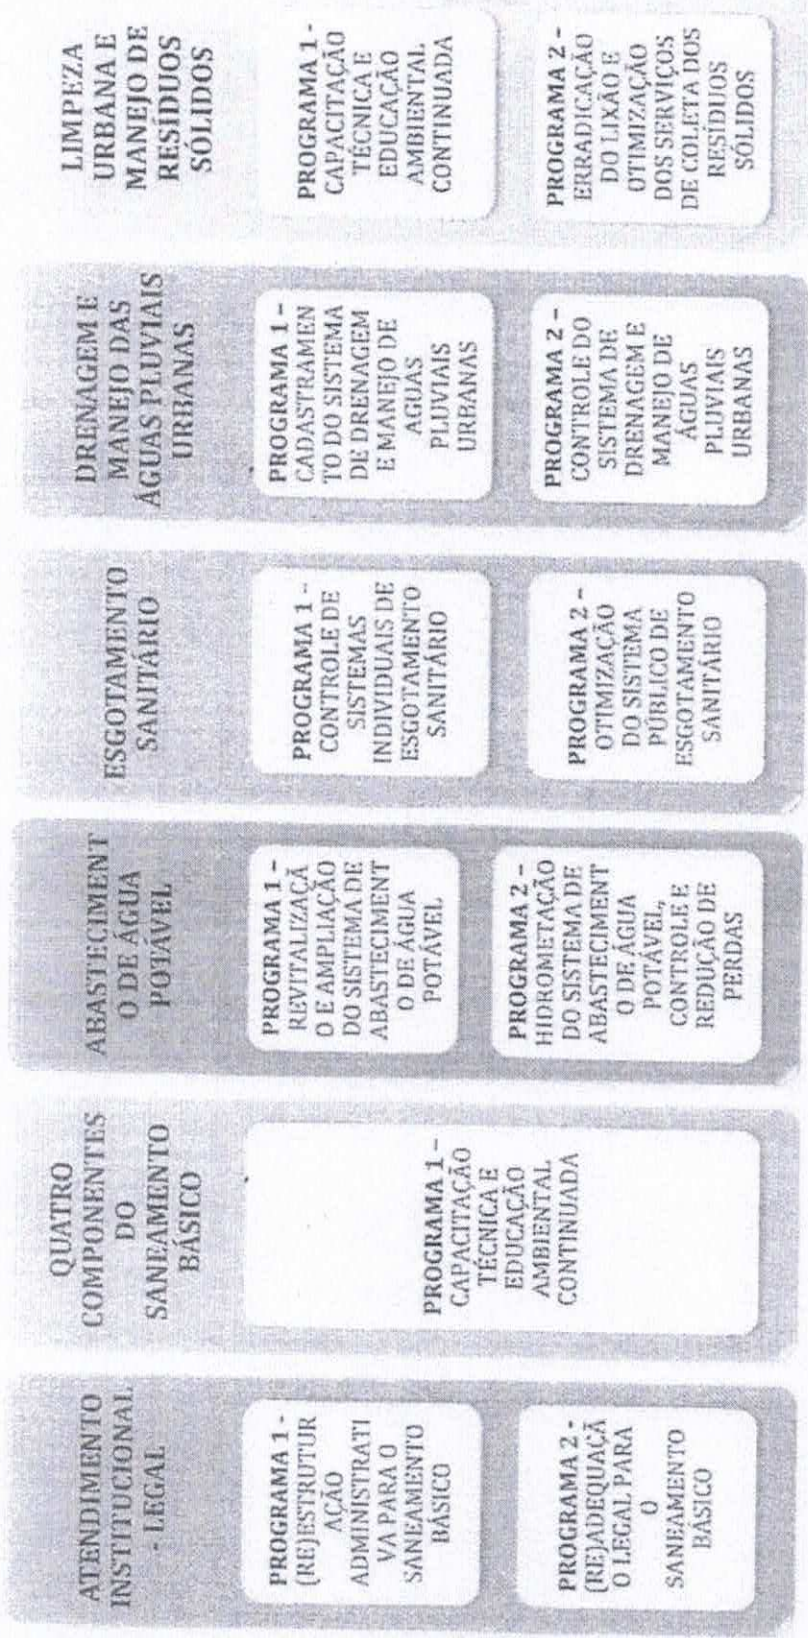 ATENDIMENTO
INSTITUCIONAL
- LEGAL
PROGRAMA 1 -
(RE)ESTRUTUR
AÇÃO
ADMINISTRATI
VA PARA O
SANEAMENTO
BÁSICO
PROGRAMA 2 -
(RE)ADEQUAÇÃ
O LEGAL PARA
O
SANEAMENTO
BÁSICO
QUATRO
COMPONENTES
DO
SANEAMENTO
BÁSICO
PROGRAMA 1 –
CAPACITAÇÃO
TÉCNICA E
EDUCAÇÃO
AMBIENTAL
CONTINUADA
ABASTECIMENT
O DE ÁGUA
POTÁVEL
PROGRAMA 1 –
REVITALIZAÇÃ
O E AMPLIAÇÃO
DO SISTEMA DE
ABASTECIMENT
O DE ÁGUA
POTÁVEL
PROGRAMA 2 –
HIDROMETAÇÃO
DO SISTEMA DE
ABASTECIMENT
O DE ÁGUA
POTÁVEL,
CONTROLE E
REDUÇÃO DE
PERDAS
ESGOTAMENTO
SANITÁRIO
PROGRAMA 1 –
CONTROLE DE
SISTEMAS
INDIVIDUAIS DE
ESGOTAMENTO
SANITÁRIO
PROGRAMA 2 –
OTIMIZAÇÃO
DO SISTEMA
PÚBLICO DE
ESGOTAMENTO
SANITÁRIO
DRENAGEM E
MANEJO DAS
ÁGUAS PLUVIAIS
URBANAS
PROGRAMA 1 –
CADASTRAMEN
TO DO SISTEMA
DE DRENAGEM
E MANEJO DE
AGUAS
PLUVIAIS
URBANAS
PROGRAMA 2 –
CONTROLE DO
SISTEMA DE
DRENAGEM E
MANEJO DE
ÁGUAS
PLUVIAIS
URBANAS
LIMPEZA
URBANA E
MANEJO DE
RESÍDUOS
SÓLIDOS
PROGRAMA 1-
CAPACITAÇÃO
TÉCNICA E
EDUCAÇÃO
AMBIENTAL
CONTINUADA
PROGRAMA 2 –
ERRADICAÇÃO
DO LIXÃO E
OTIMIZAÇÃO
DOS SERVIÇOS
DE COLETA DOS
RESÍDUOS
SÓLIDOS